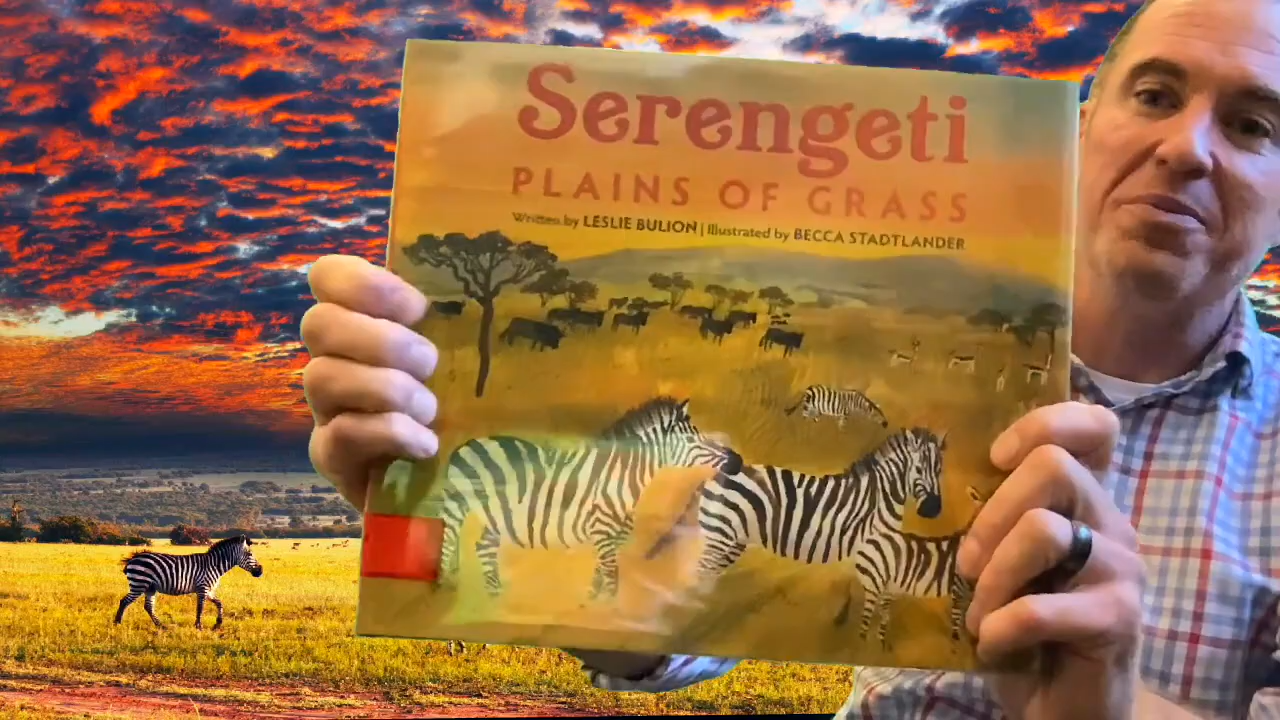 Serengeti
PLAINS OF GRASS
Written by LESLIE BULION | Illustrated by BECCA STADTLANDER